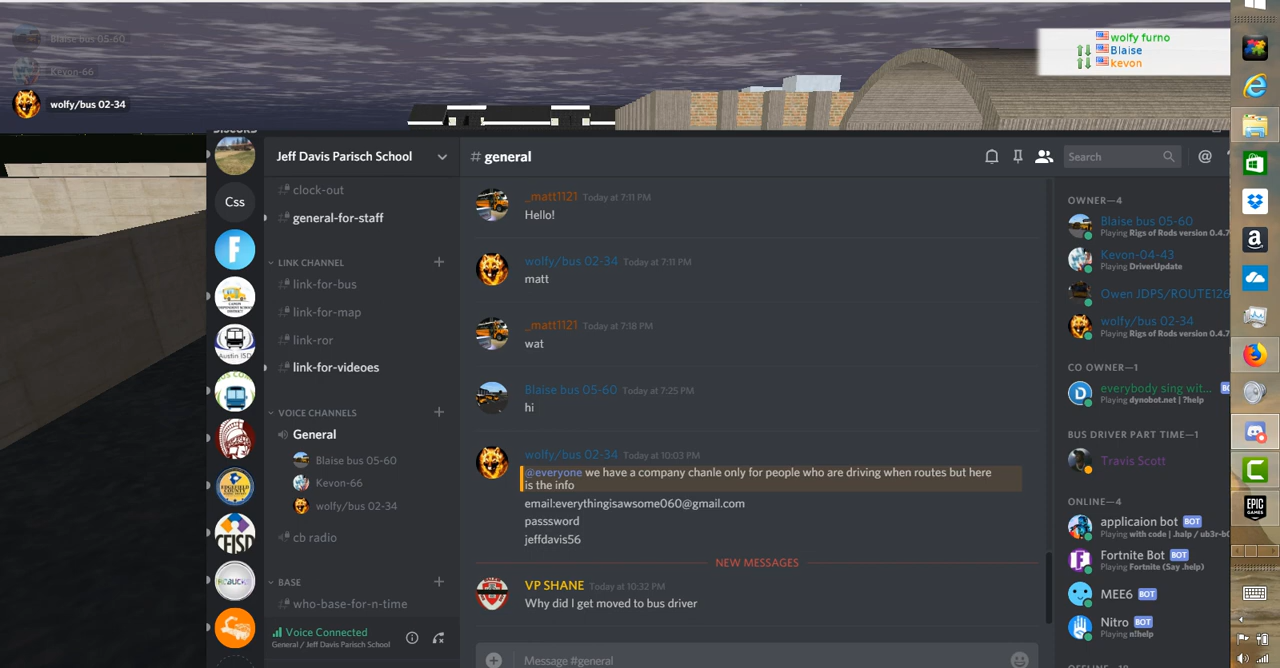 Blaise bus 05-60
Kevon-66
wolfy/bus 02-34
wolfy furno
Blaise
kevon
Jeff Davis Parisch School
# general
Search
@
clock-out
general-for-staff
LINK CHANNEL
link-for-bus
link-for-map
link-ror
link-for-videoes
VOICE CHANNELS
General
Blaise bus 05-60
Kevon-66
wolfy/bus 02-34
cb radio
BASE
who-base-for-n-time
Voice Connected
General / Jeff Davis Parisch School
Css
F
Austin ISD
CFISD
_matt1121 Today at 7:11 PM
Hello!
wolfy/bus 02-34 Today at 7:11 PM
matt
_matt1121 Today at 7:18 PM
wat
Blaise bus 05-60 Today at 7:25 PM
hi
wolfy/bus 02-34 Today at 10:03 PM
@everyone we have a company chanle only for people who are driving when routes but here
is the info
email:everythingisawsome060@gmail.com
passsword
jeffdavis56
NEW MESSAGES
VP SHANE Today at 10:32 PM
Why did I get moved to bus driver
Message #general
OWNER—4
Blaise bus 05-60
Playing Rigs of Rods version 0.4.7
Kevon-04-43
Playing DriverUpdate
Owen JDPS/ROUTE126
wolfy/bus 02-34
Playing Rigs of Rods version 0.4.7
CO OWNER—1
everybody sing wit...
Playing dynobot.net | ?help
BUS DRIVER PART TIME—1
Travis Scott
ONLINE—4
applicaion bot BOT
Playing with code | .halp / ub3r-b
Fortnite Bot BOT
Playing Fortnite (Say .help)
MEE6 BOT
Nitro BOT
Playing n!help
EPIC
GAMES